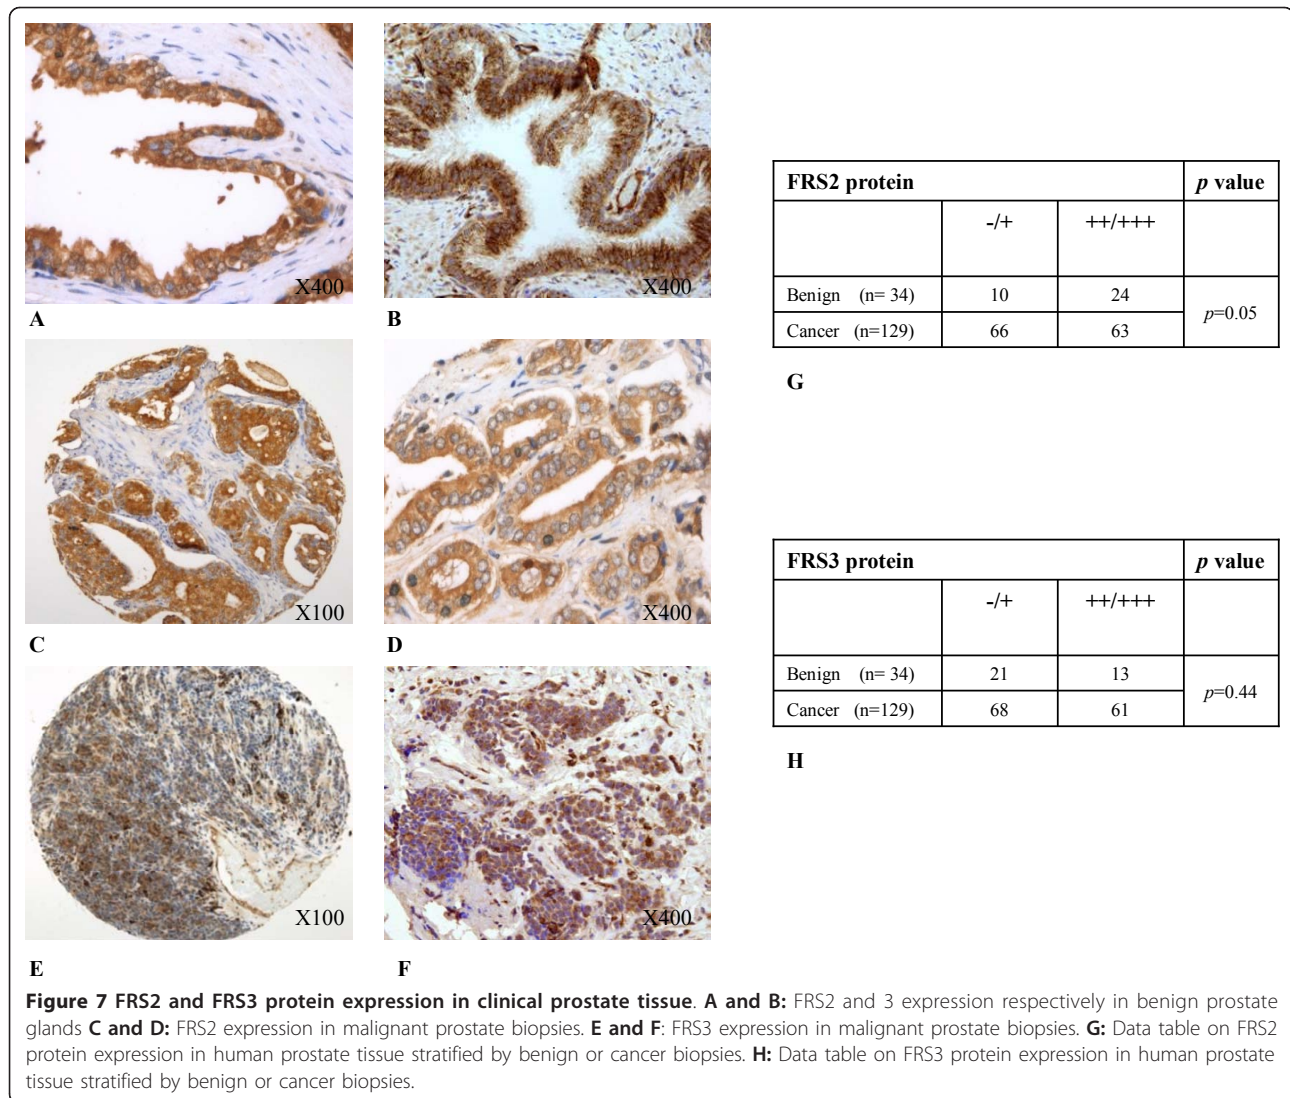 X400
A
X400
B
X100
C
X400
D
X100
E
X400
F
FRS2 protein p value
-/+ ++/+++
Benign (n= 34) 10 24 p=0.05
Cancer (n=129) 66 63
G
FRS3 protein p value
-/+ ++/+++
Benign (n= 34) 21 13 p=0.44
Cancer (n=129) 68 61
H
Figure 7 FRS2 and FRS3 protein expression in clinical prostate tissue. A and B: FRS2 and 3 expression respectively in benign prostate
glands C and D: FRS2 expression in malignant prostate biopsies. E and F: FRS3 expression in malignant prostate biopsies. G: Data table on FRS2
protein expression in human prostate tissue stratified by benign or cancer biopsies. H: Data table on FRS3 protein expression in human prostate
tissue stratified by benign or cancer biopsies.